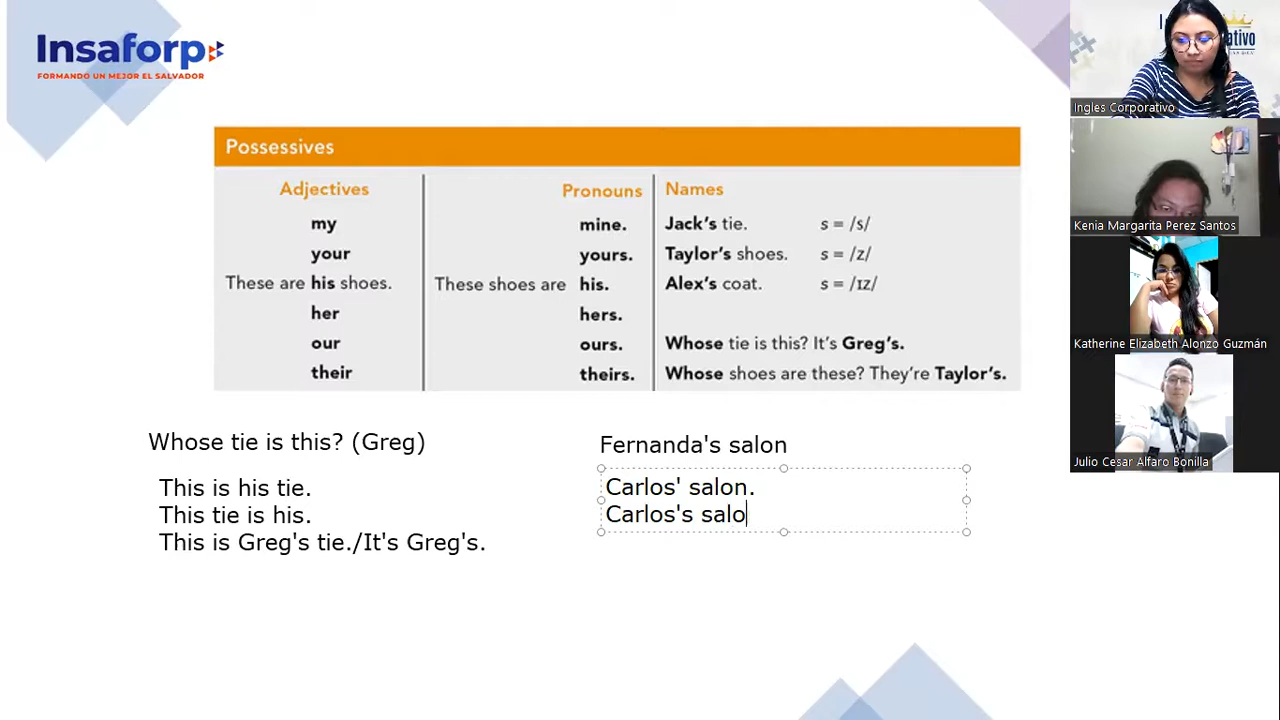 Insaforp
FORMANDO UN MEJOR EL SALVADOR
Possessives
Adjectives
my
your
These are his shoes.
her
our
their
Pronouns
mine.
yours.
These shoes are his.
hers.
ours.
theirs.
Names
Jack's tie. s = /s/
Taylor's shoes. s = /z/
Alex's coat. s = /ɪz/
Whose tie is this? It's Greg's.
Whose shoes are these? They're Taylor's.
Whose tie is this? (Greg)
This is his tie.
This tie is his.
This is Greg's tie./It's Greg's.
Fernanda's salon
Carlos' salon.
Carlos's salo
Ingles Corporativo
Kenia Margarita Perez Santos
Katherine Elizabeth Alonzo Guzmán
Julio Cesar Alfaro Bonilla